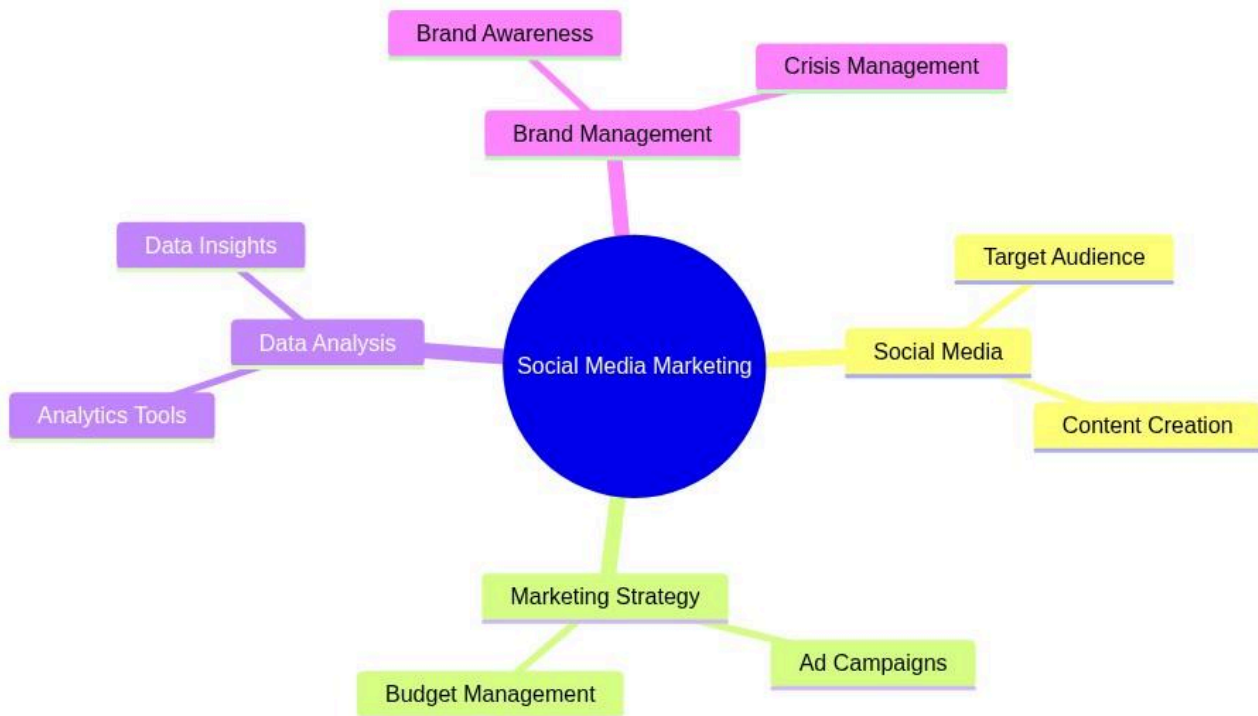 Brand Awareness
Crisis Management
Brand Management
Data Insights
Target Audience
Data Analysis
Social Media Marketing
Social Media
Analytics Tools
Content Creation
Marketing Strategy
Ad Campaigns
Budget Management